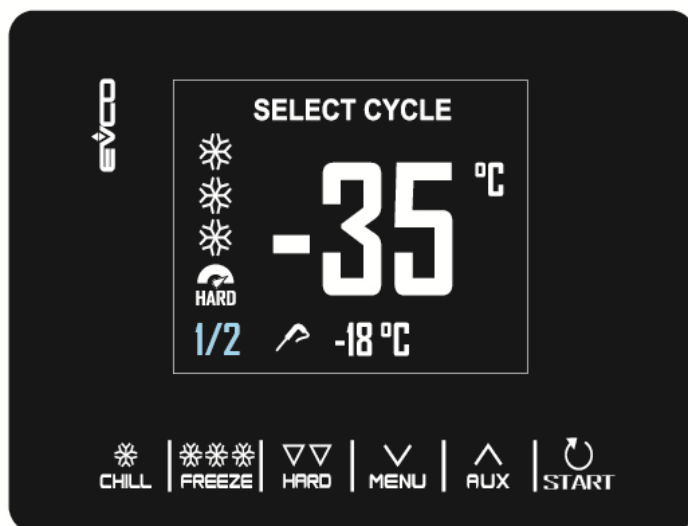 EVCO
SELECT CYCLE
-35 °C
HARD
1/2 -18 °C
CHILL FREEZE HARD MENU AUX START